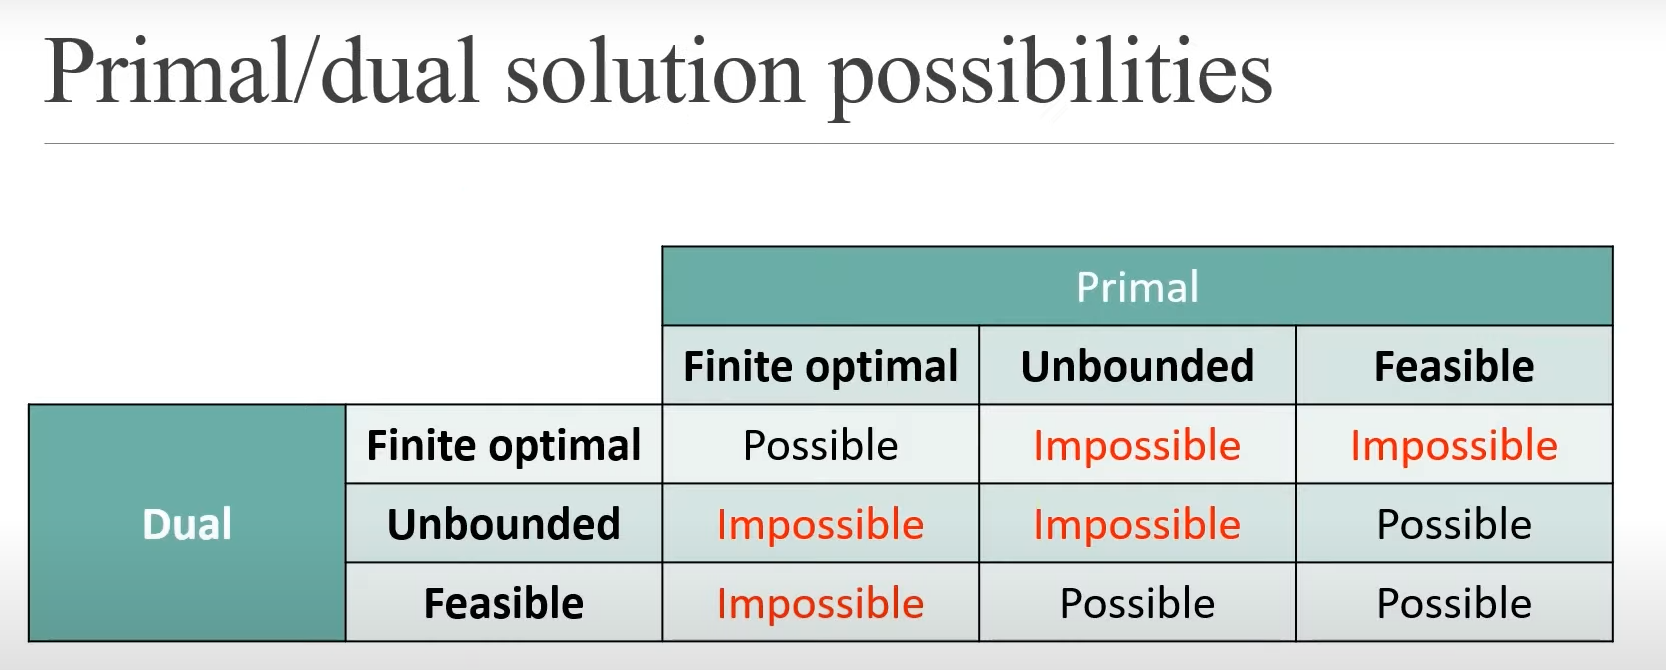 Primal/dual solution possibilities
Primal
Finite optimal Unbounded Feasible
Dual
Finite optimal Possible Impossible Impossible
Unbounded Impossible Impossible Possible
Feasible Impossible Possible Possible